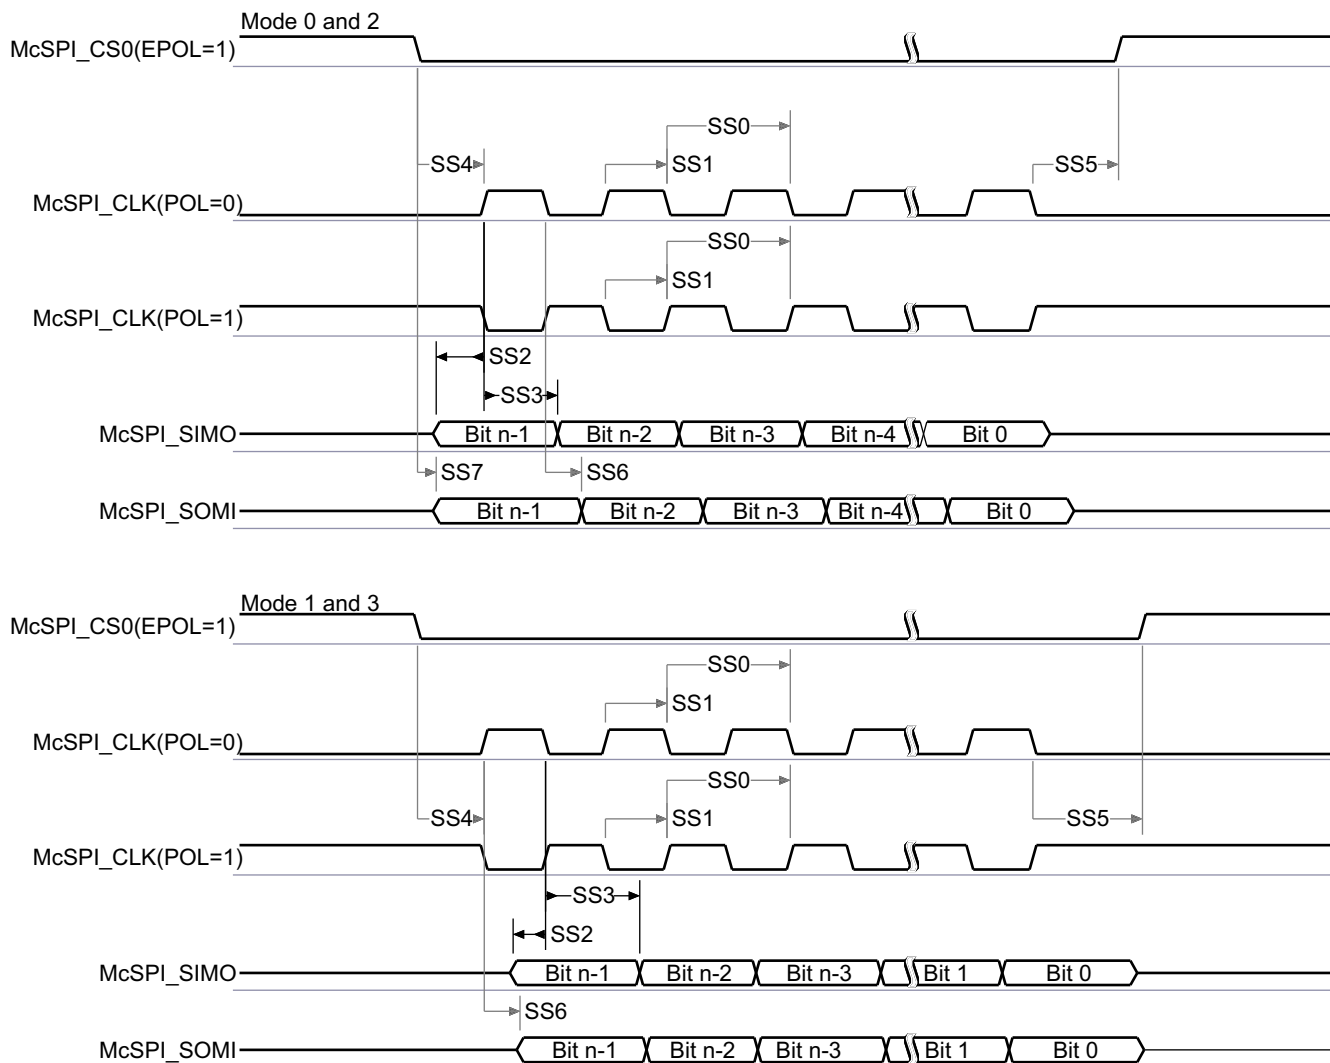 Mode 0 and 2
McSPI_CS0(EPOL=1)
SS0
SS4
SS1
SS5
McSPI_CLK(POL=0)
SS0
SS1
McSPI_CLK(POL=1)
SS2
SS3
McSPI_SIMO Bit n-1 Bit n-2 Bit n-3 Bit n-4 Bit 0
SS7 SS6
McSPI_SOMI Bit n-1 Bit n-2 Bit n-3 Bit n-4 Bit 0
Mode 1 and 3
McSPI_CS0(EPOL=1)
SS0
SS1
McSPI_CLK(POL=0)
SS0
SS4 SS1 SS5
McSPI_CLK(POL=1)
SS3
SS2
McSPI_SIMO Bit n-1 Bit n-2 Bit n-3 Bit 1 Bit 0
SS6
McSPI_SOMI Bit n-1 Bit n-2 Bit n-3 Bit 1 Bit 0